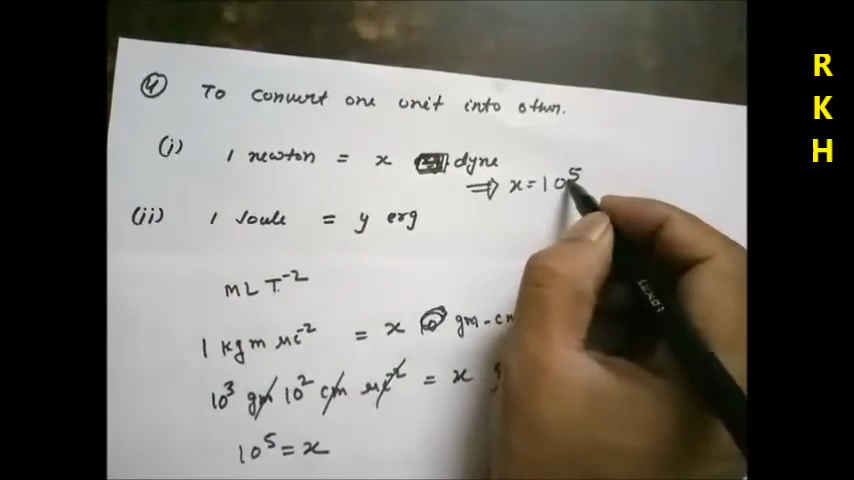 (4) To convert one unit into other.
(i) 1 newton = x dyne
⇒ x = 10⁵
(ii) 1 Joule = y erg
MLT⁻²
1 kg m sec⁻² = x gm-cm
10³ gm 10² cm sec⁻² = x
10⁵ = x
R
K
H